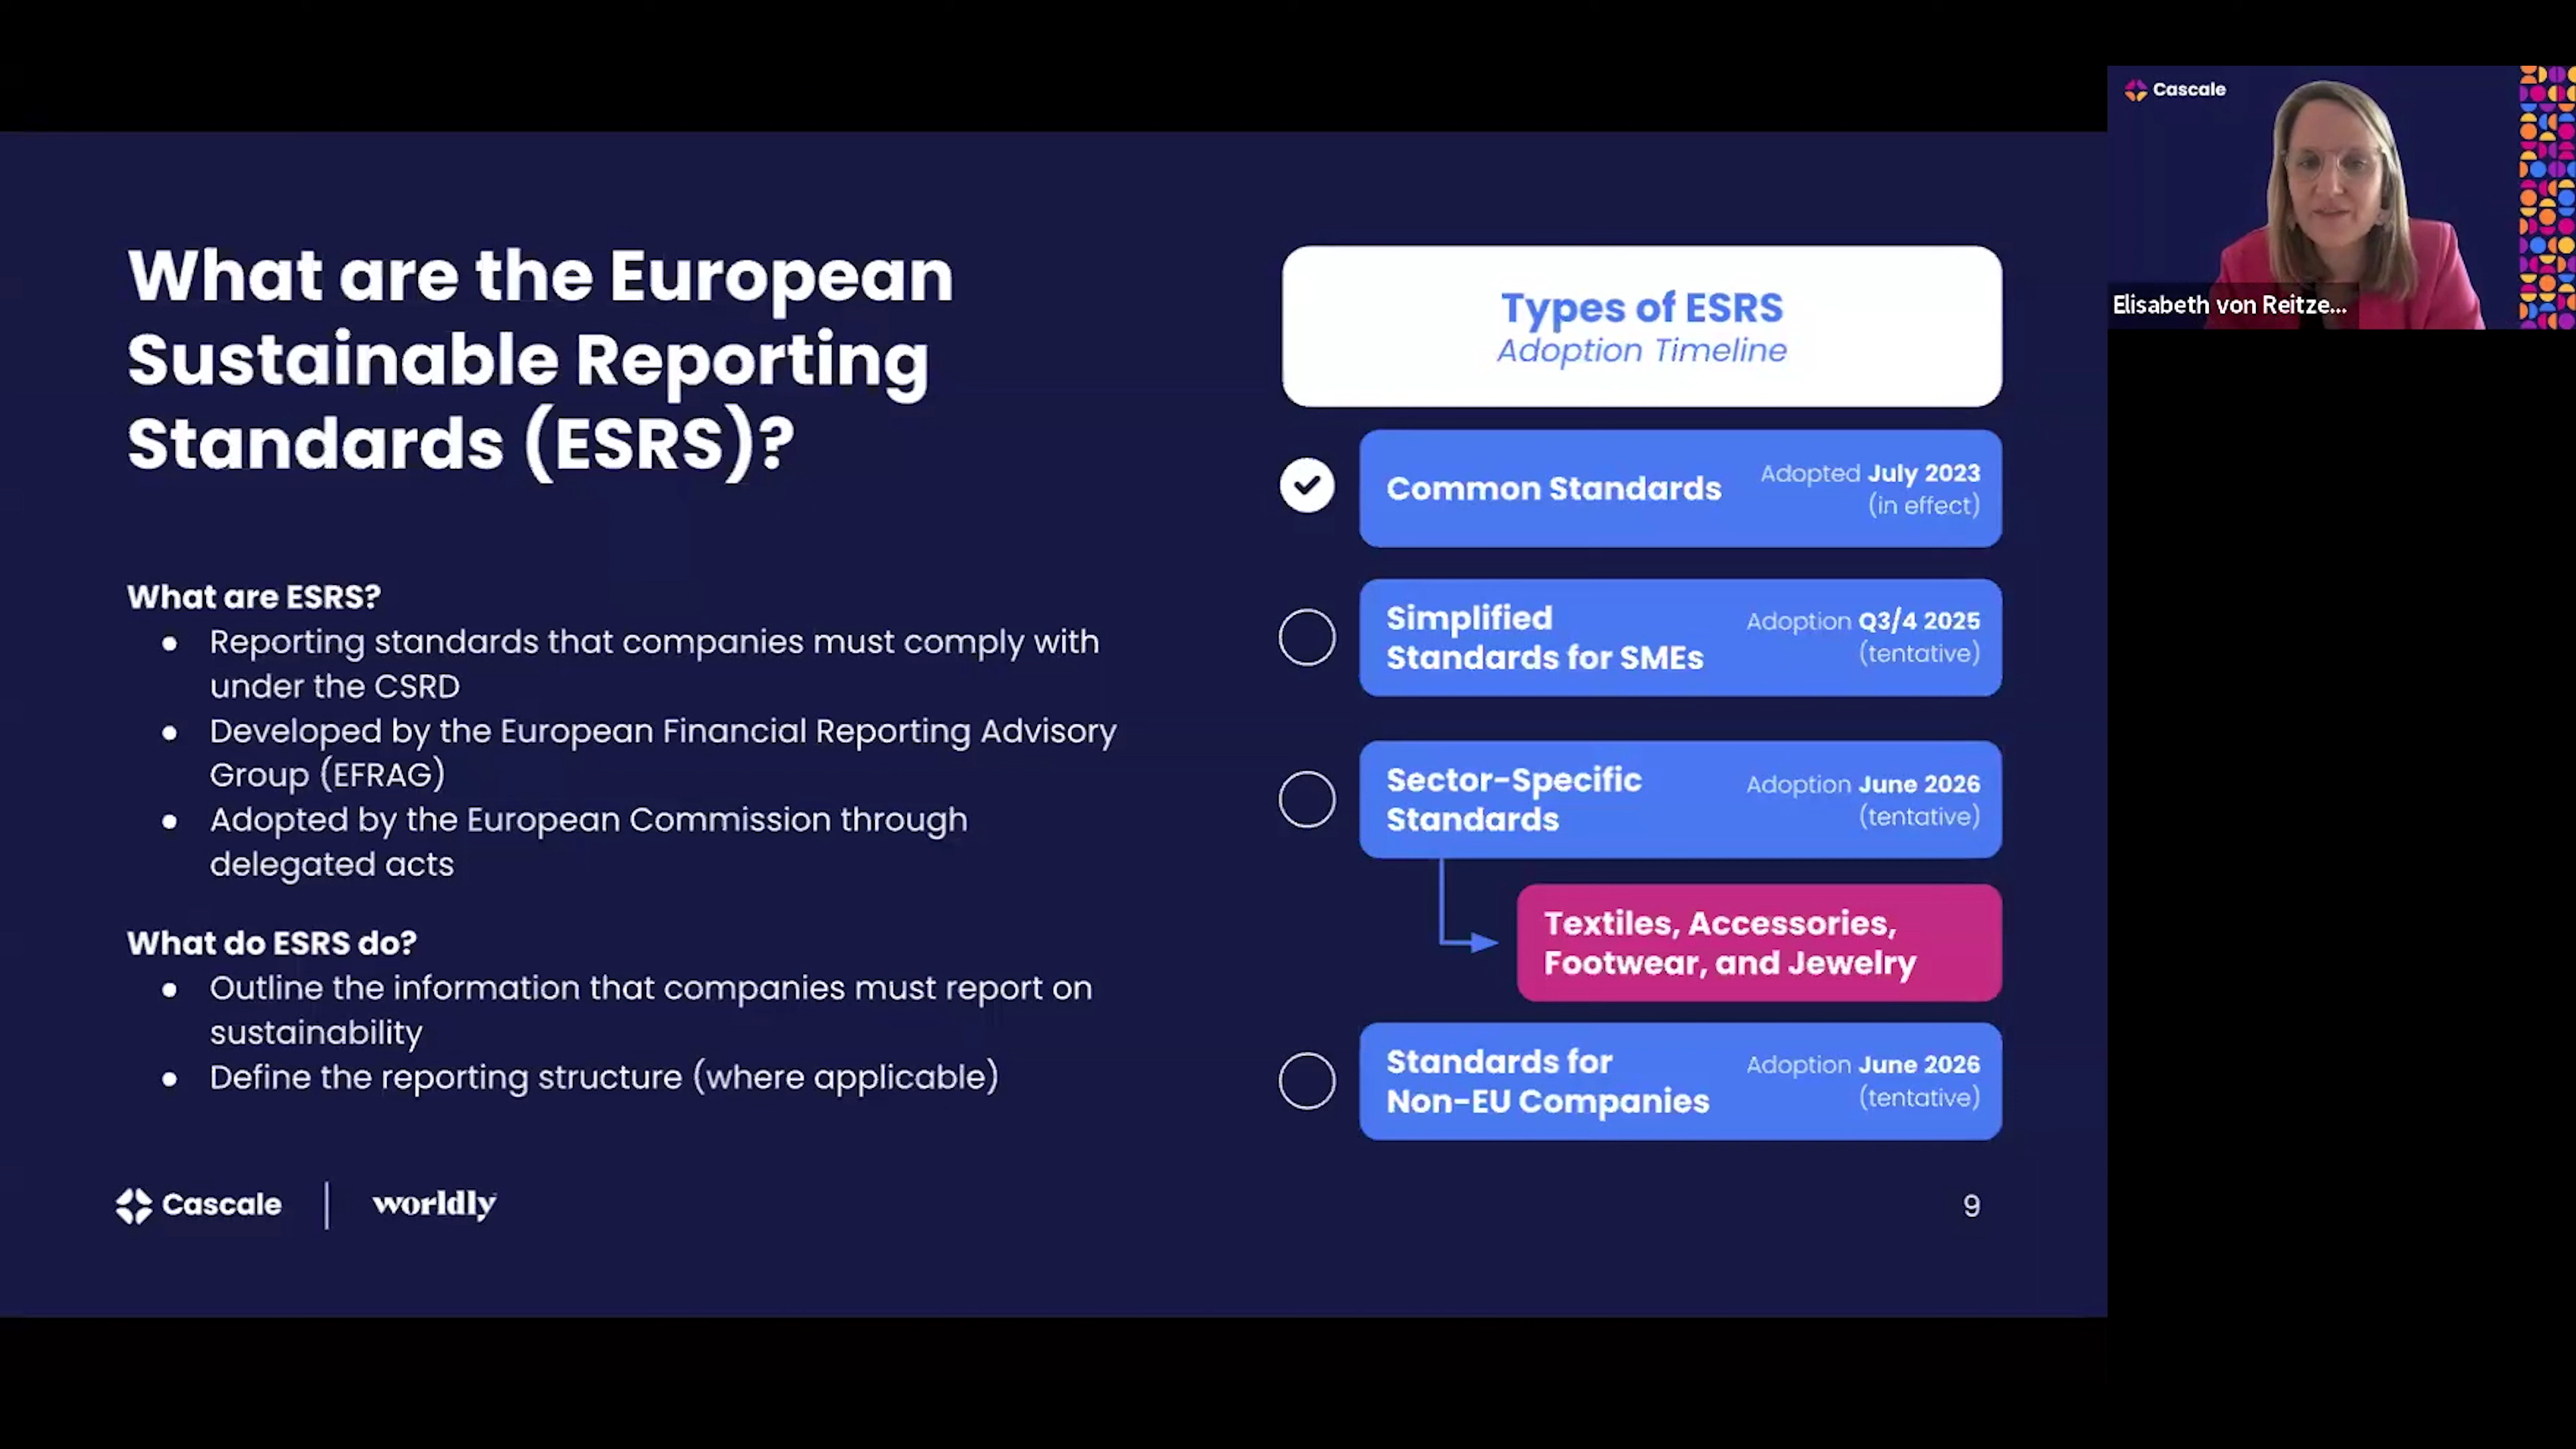 What are the European
Sustainable Reporting
Standards (ESRS)?
What are ESRS?
● Reporting standards that companies must comply with
under the CSRD
● Developed by the European Financial Reporting Advisory
Group (EFRAG)
● Adopted by the European Commission through
delegated acts
What do ESRS do?
● Outline the information that companies must report on
sustainability
● Define the reporting structure (where applicable)
Types of ESRS
Adoption Timeline
Common Standards
Adopted July 2023
(in effect)
Simplified
Standards for SMEs
Adoption Q3/4 2025
(tentative)
Sector-Specific
Standards
Adoption June 2026
(tentative)
Textiles, Accessories,
Footwear, and Jewelry
Standards for
Non-EU Companies
Adoption June 2026
(tentative)
Cascale
worldly
9
Cascale
Elisabeth von Reitze...